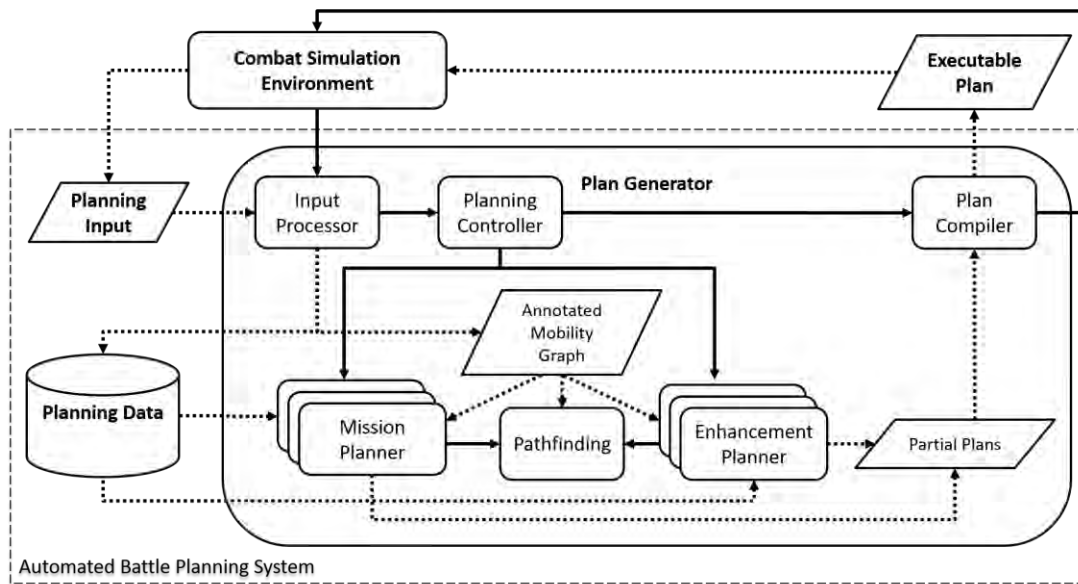 Combat Simulation
Environment
Executable
Plan
Planning
Input
Plan Generator
Input
Processor
Planning
Controller
Plan
Compiler
Annotated
Mobility
Graph
Planning Data
Mission
Planner
Pathfinding
Enhancement
Planner
Partial Plans
Automated Battle Planning System